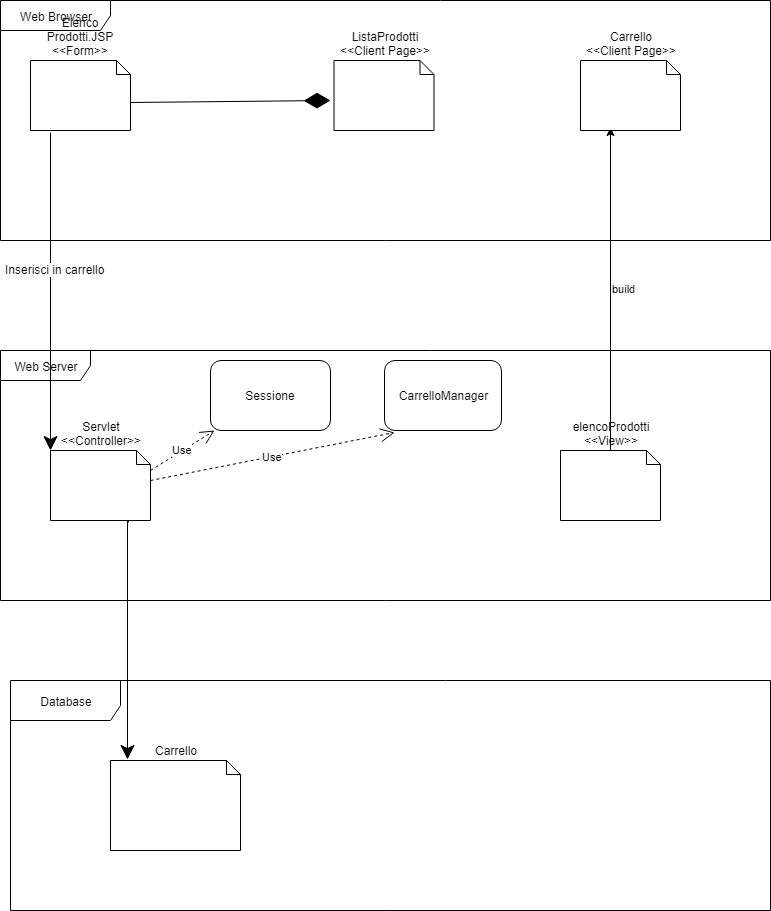 Web Browser
Elenco
Prodotti.JSP
<<Form>>
ListaProdotti
<<Client Page>>
Carrello
<<Client Page>>
Inserisci in carrello
build
Web Server
Sessione
CarrelloManager
Servlet
<<Controller>>
Use
Use
elencoProdotti
<<View>>
Database
Carrello